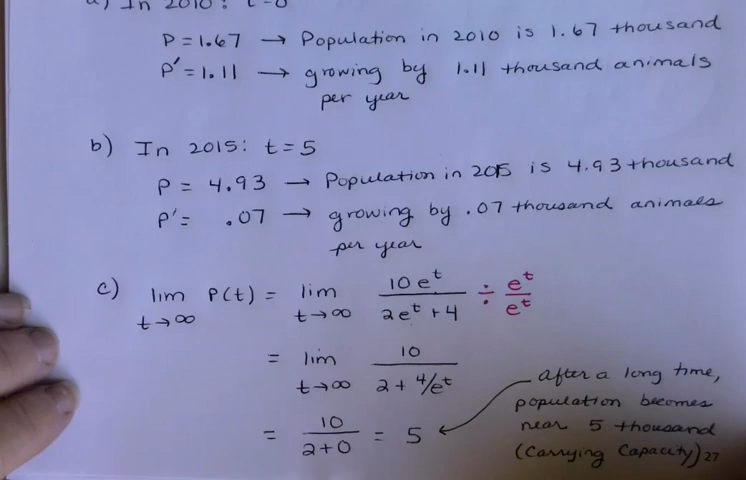 a) In 2010: t=0
P = 1.67 → Population in 2010 is 1.67 thousand
P' = 1.11 → growing by 1.11 thousand animals
per year
b) In 2015: t = 5
P = 4.93 → Population in 2015 is 4.93 thousand
P' = .07 → growing by .07 thousand animals
per year
c) lim t→∞ P(t) = lim t→∞ 10e^t / 2e^t + 4 ÷ e^t / e^t
= lim t→∞ 10 / 2 + 4/e^t
= 10 / 2+0 = 5
after a long time,
population becomes
near 5 thousand
(Carrying Capacity) 27